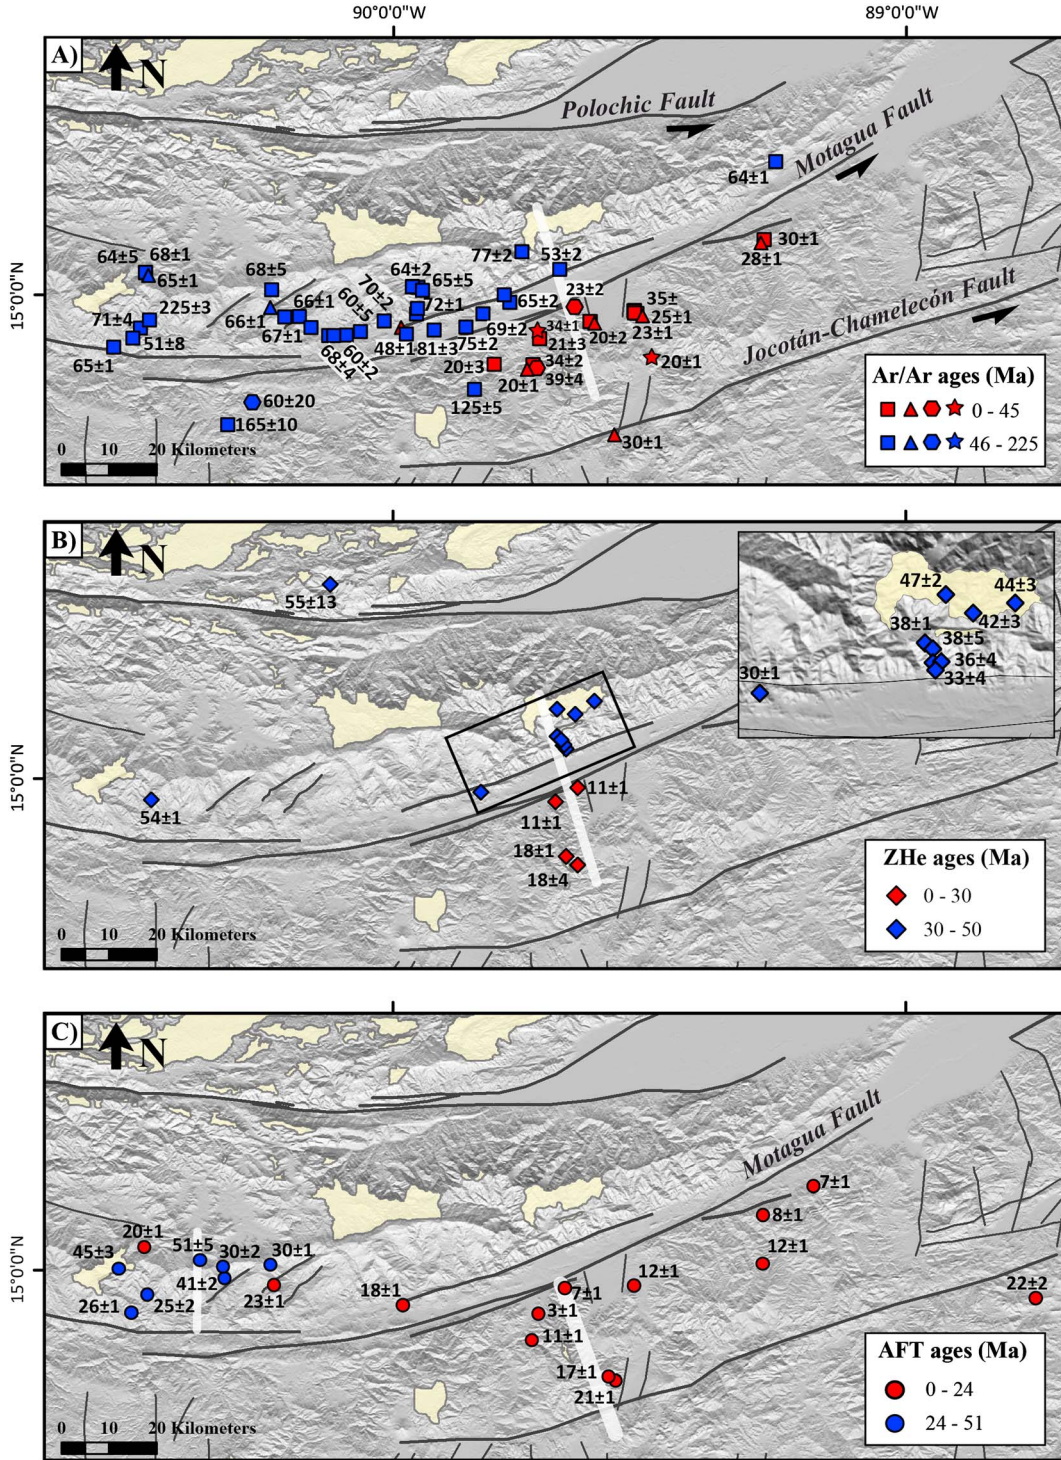 90°0'0"W
89°0'0"W
A)
N
Polochic Fault
Motagua Fault
64±1
30±1
28±1
77±2
53±2
64±5
68±1
65±1
68±5
70±2
64±2
65±5
23±2
225±3
66±1
66±1
60±5
72±1
65±2
35±
25±1
71±4
51±8
67±1
69±2
34±1
21±3
20±2
23±1
65±1
68±4
60±2
48±1
81±3
75±2
20±3
34±2
20±1
39±4
20±1
60±20
125±5
165±10
30±1
15°0'0"N
Jocotán-Chamelecón Fault
Ar/Ar ages (Ma)
0 - 45
46 - 225
0 10 20 Kilometers
B)
N
55±13
47±2
44±3
42±3
38±1
38±5
36±4
33±4
30±1
15°0'0"N
54±1
11±1
11±1
18±1
18±4
ZHe ages (Ma)
0 - 30
30 - 50
0 10 20 Kilometers
C)
N
Motagua Fault
7±1
8±1
12±1
20±1
45±3
51±5
30±2
30±1
41±2
23±1
26±1
25±2
18±1
7±1
12±1
3±1
11±1
22±2
17±1
21±1
15°0'0"N
AFT ages (Ma)
0 - 24
24 - 51
0 10 20 Kilometers